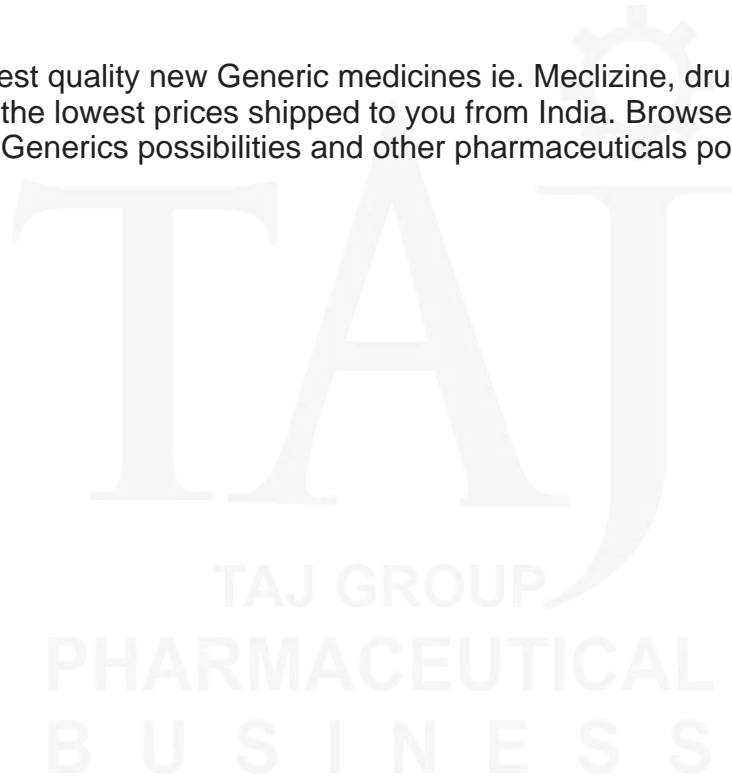 est quality new Generic medicines ie. Meclizine, dru
the lowest prices shipped to you from India. Browse
Generics possibilities and other pharmaceuticals po
TAJ
TAJ GROUP
PHARMACEUTICAL
BUSINESS